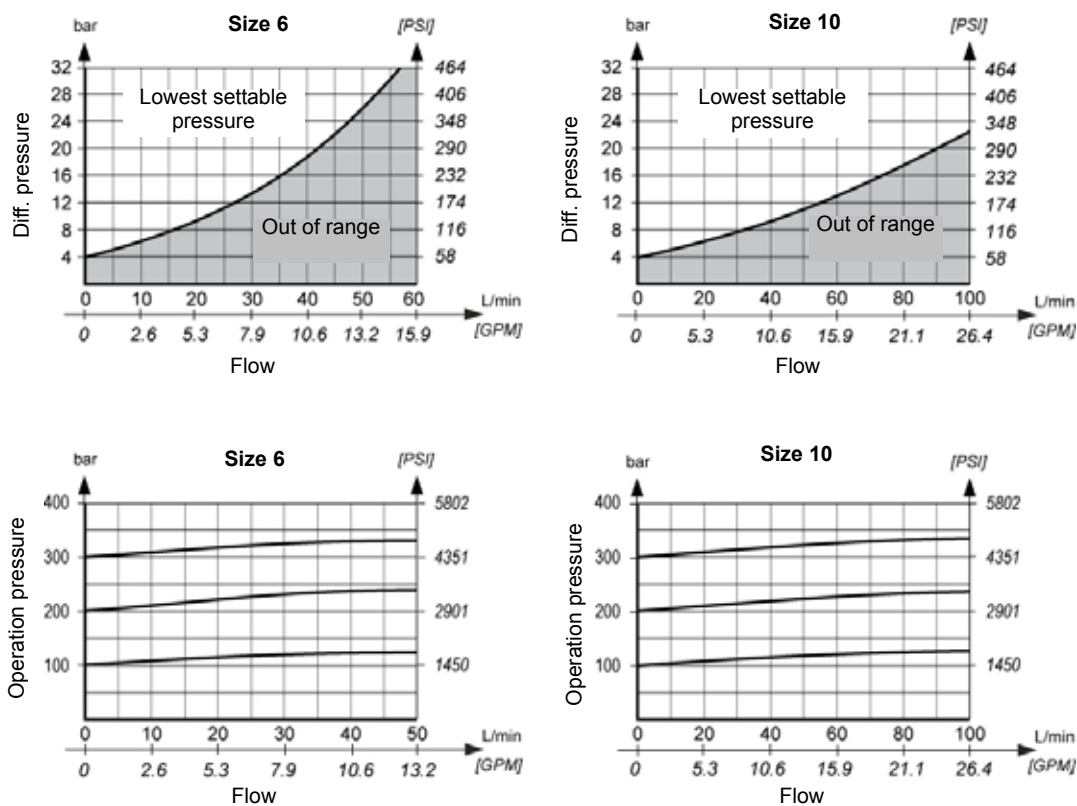 bar Size 6 [PSI]
32 464
28 406
24 348
20 290
16 232
12 174
8 116
4 58
Diff. pressure
Lowest settable
pressure
Out of range
0 10 20 30 40 50 60 L/min
0 2.6 5.3 7.9 10.6 13.2 15.9 [GPM]
Flow
bar Size 10 [PSI]
32 464
28 406
24 348
20 290
16 232
12 174
8 116
4 58
Diff. pressure
Lowest settable
pressure
Out of range
0 20 40 60 80 100 L/min
0 5.3 10.6 15.9 21.1 26.4 [GPM]
Flow
bar Size 6 [PSI]
400 5802
300 4351
200 2901
100 1450
Operation pressure
0 10 20 30 40 50 L/min
0 2.6 5.3 7.9 10.6 13.2 [GPM]
Flow
bar Size 10 [PSI]
400 5802
300 4351
200 2901
100 1450
Operation pressure
0 20 40 60 80 100 L/min
0 5.3 10.6 15.9 21.1 26.4 [GPM]
Flow